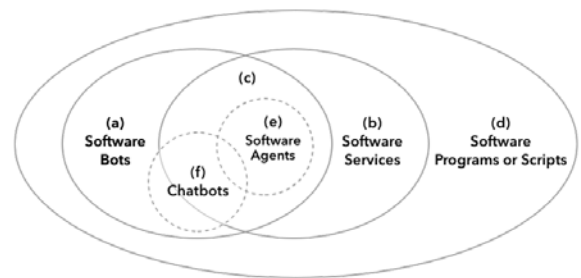 (c)
(a)
Software
Bots
(e)
Software
Agents
(b)
Software
Services
(d)
Software
Programs or Scripts
(f)
Chatbots